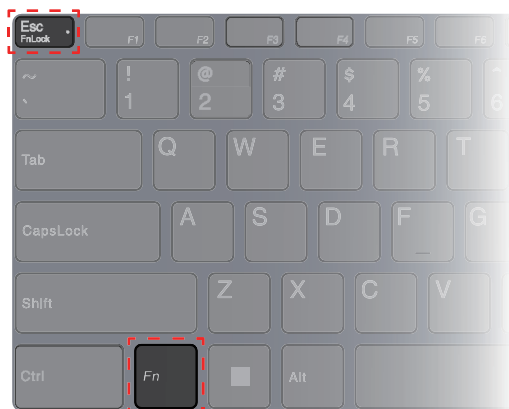 Esc
FnLock
F1 F2 F3 F4 F5 F6
~ ! @ # $ % ^
` 1 2 3 4 5 6
Tab Q W E R T
CapsLock A S D F G
Shift Z X C V
Ctrl Fn Alt